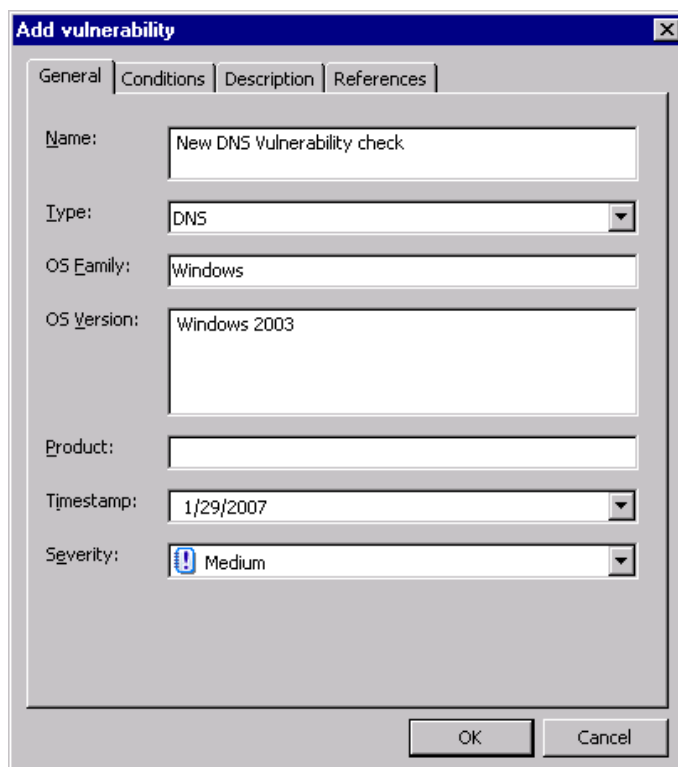 Add vulnerability
General Conditions Description References
Name: New DNS Vulnerability check
Type: DNS
OS Family: Windows
OS Version: Windows 2003
Product:
Timestamp: 1/29/2007
Severity: Medium
OK Cancel